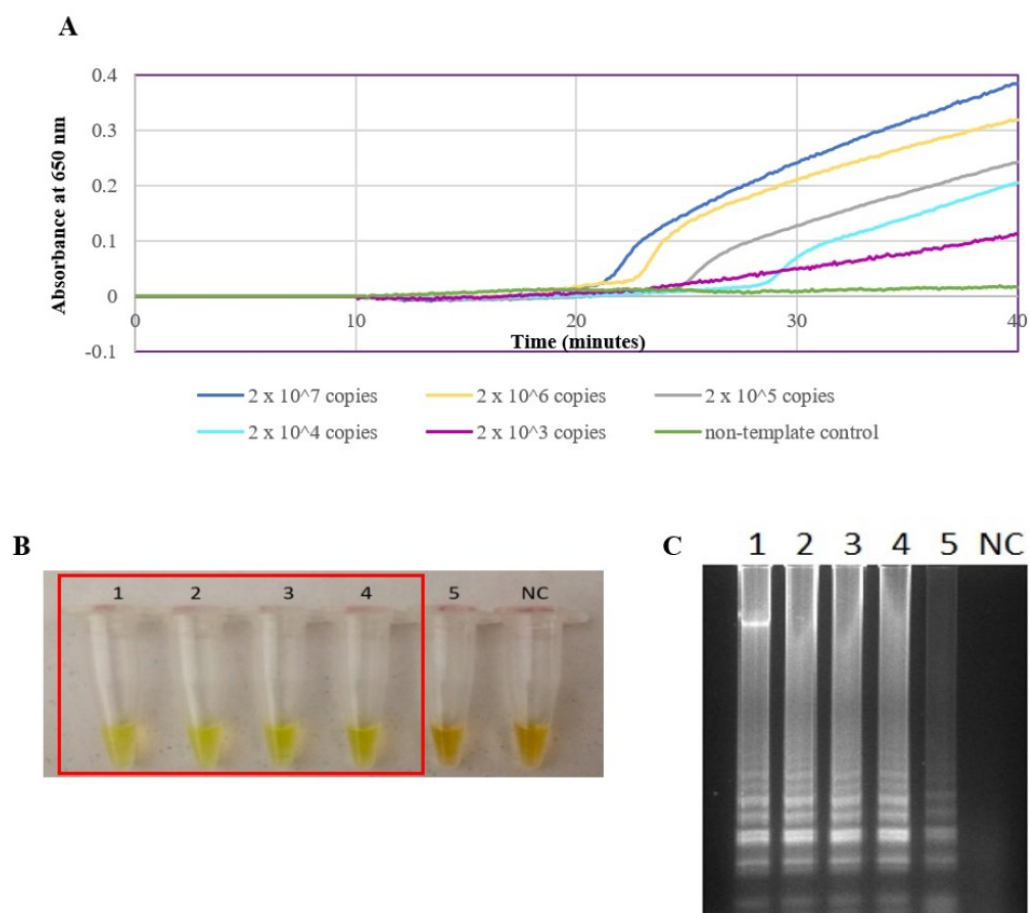 A
0.4
0.3
0.2
0.1
0
-0.1
Absorbance at 650 nm
0 10 20 30 40
Time (minutes)
2 x 10^7 copies 2 x 10^6 copies 2 x 10^5 copies
2 x 10^4 copies 2 x 10^3 copies non-template control
B
1 2 3 4 5 NC
C
1 2 3 4 5 NC